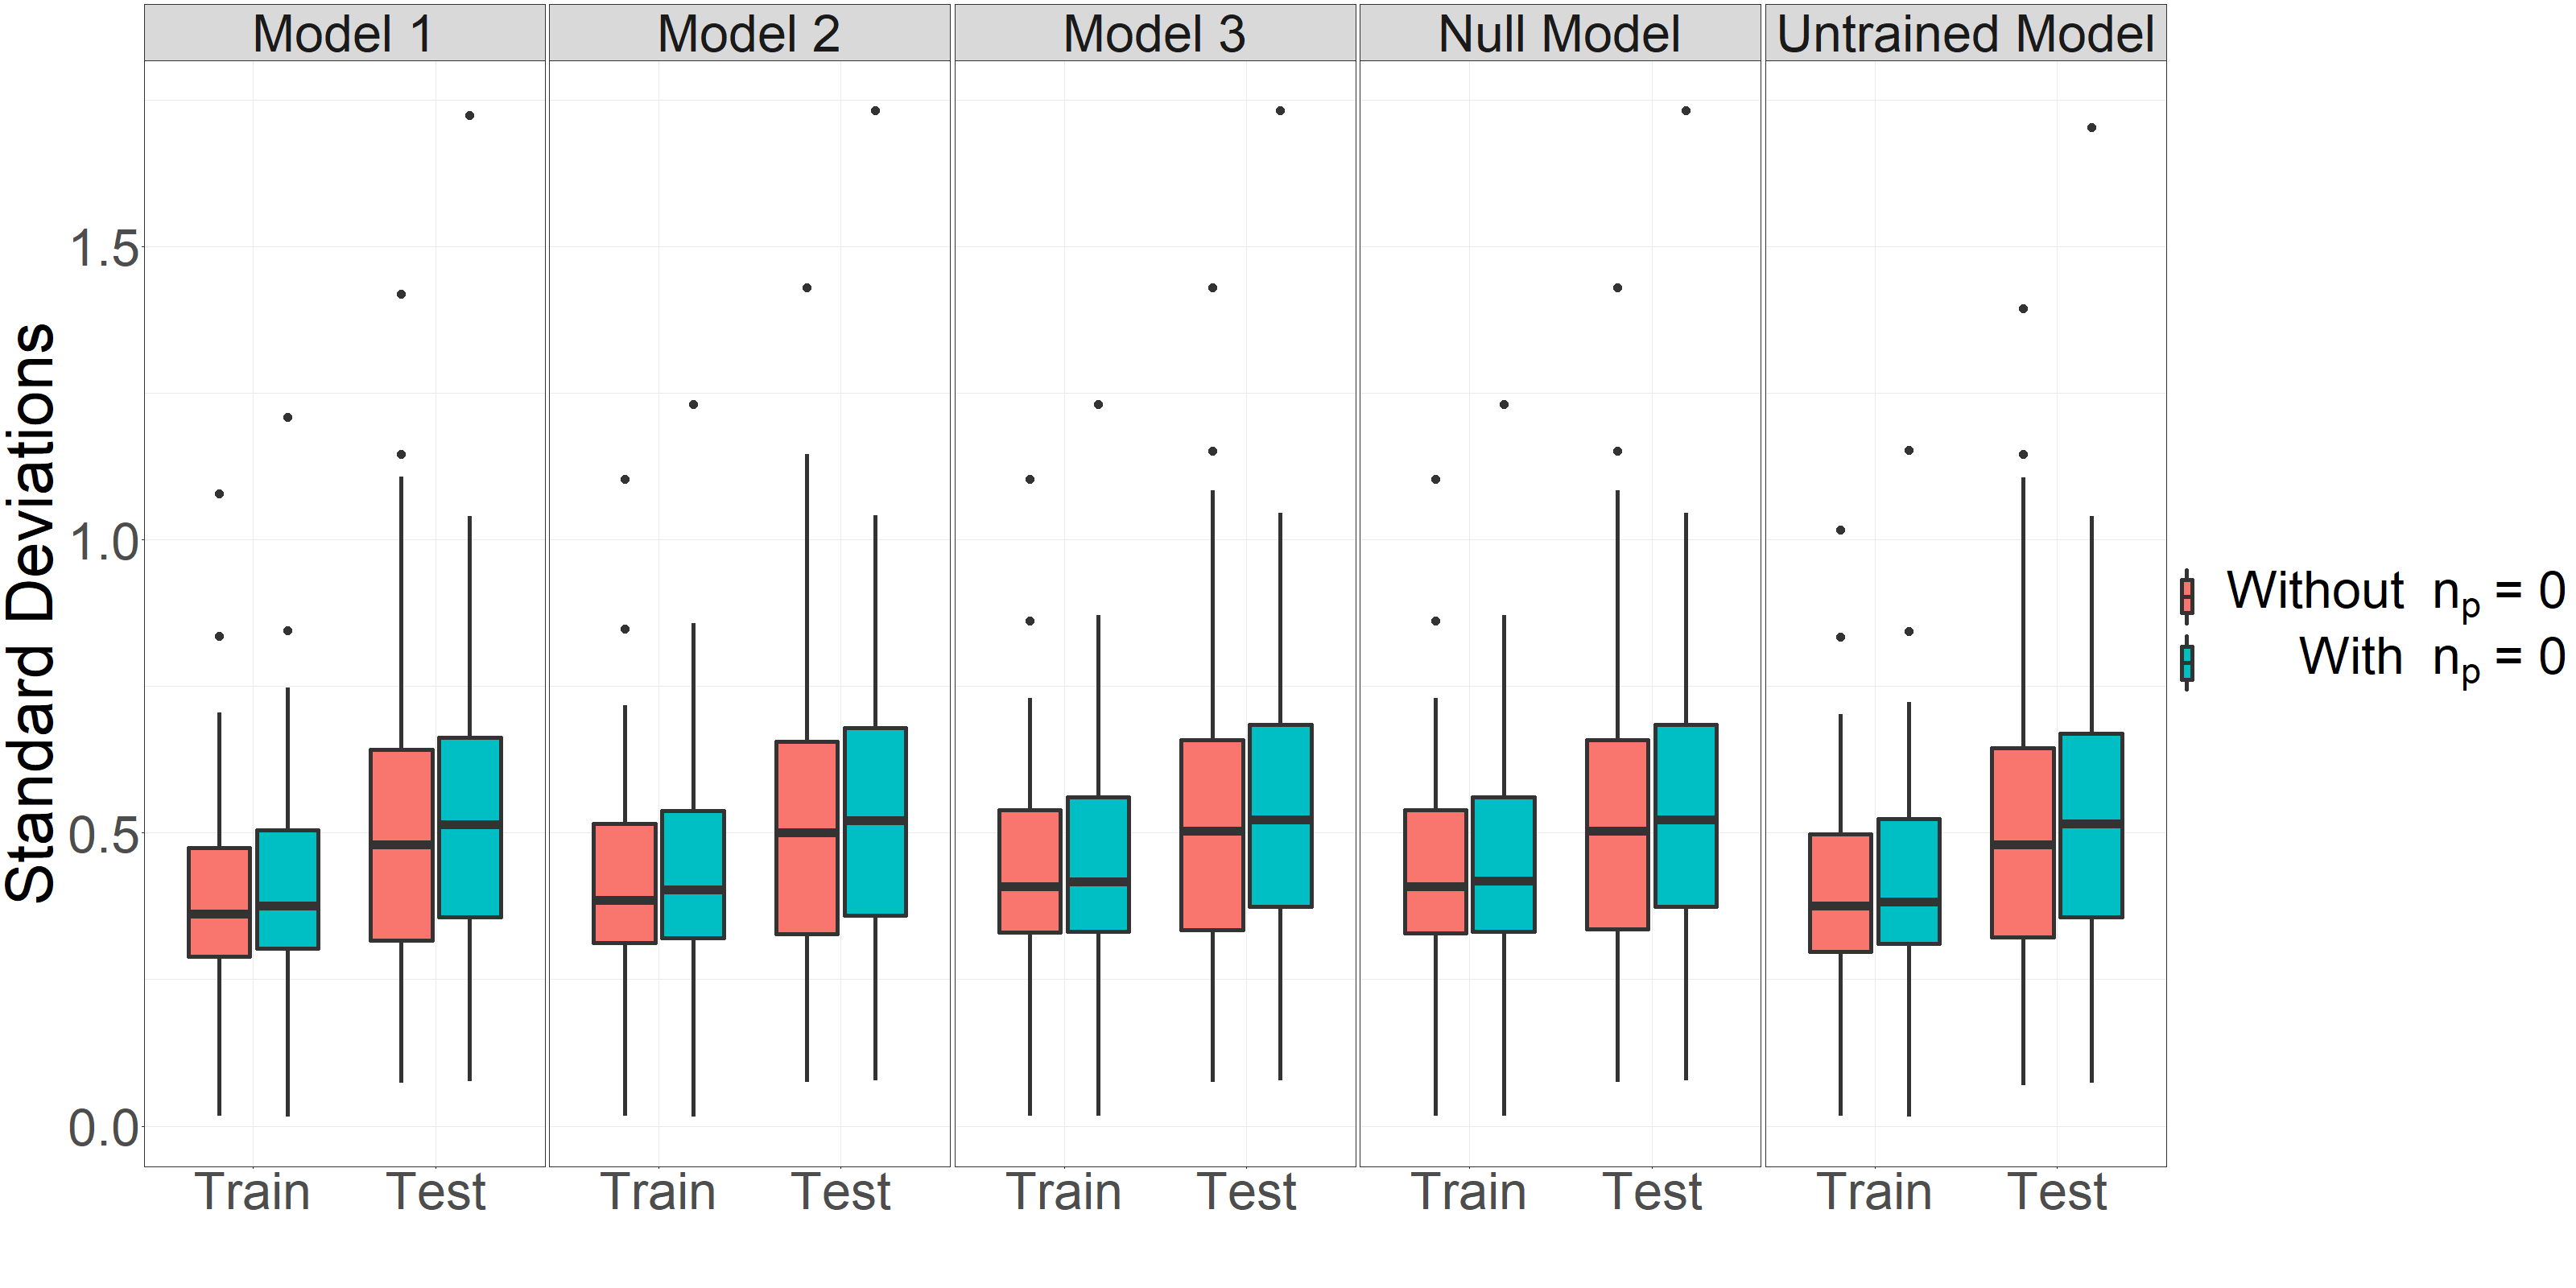 Model 1 Model 2 Model 3 Null Model Untrained Model
Standard Deviations
1.5
1.0
0.5
0.0
Without n_p = 0
With n_p = 0
Train Test Train Test Train Test Train Test Train Test